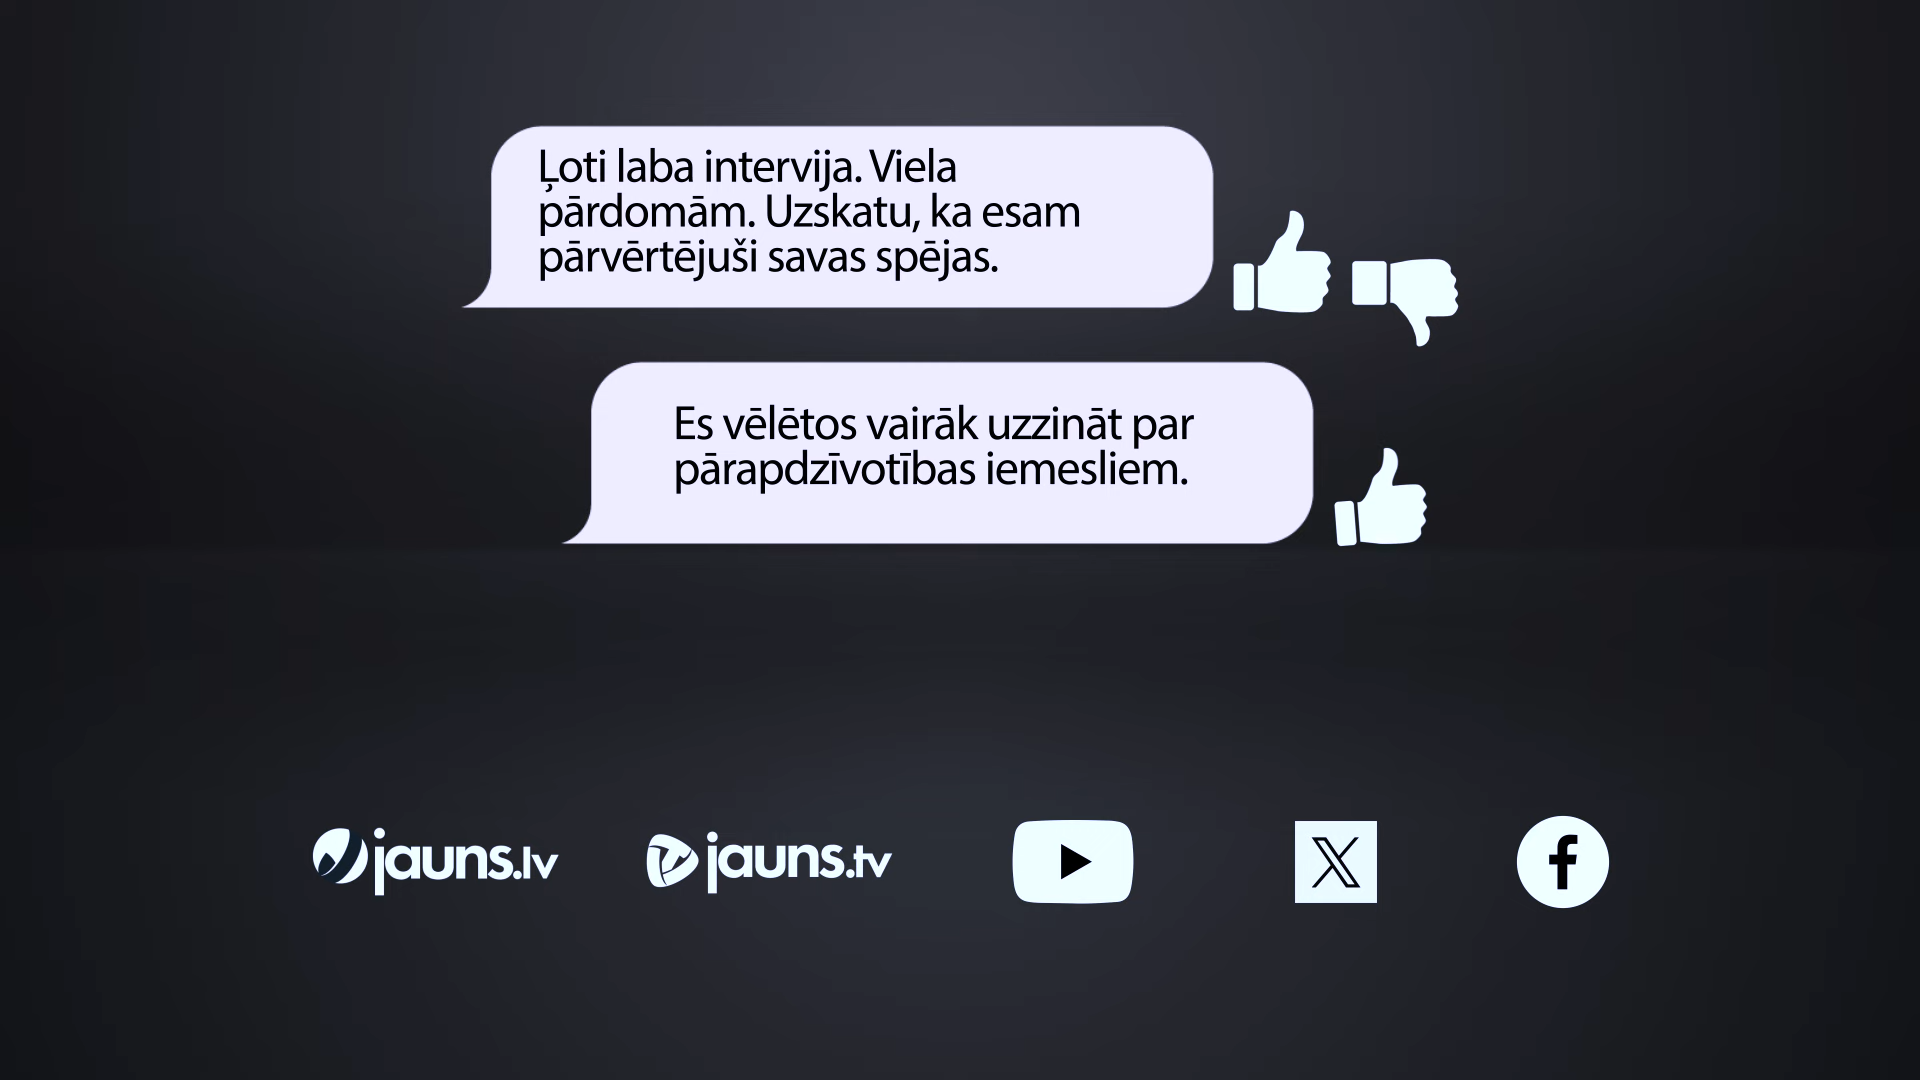 Ļoti laba intervija. Viela
pārdomām. Uzskatu, ka esam
pārvērtējuši savas spējas.
Es vēlētos vairāk uzzināt par
pārapdzīvotības iemesliem.
jauns.lv
jauns.tv